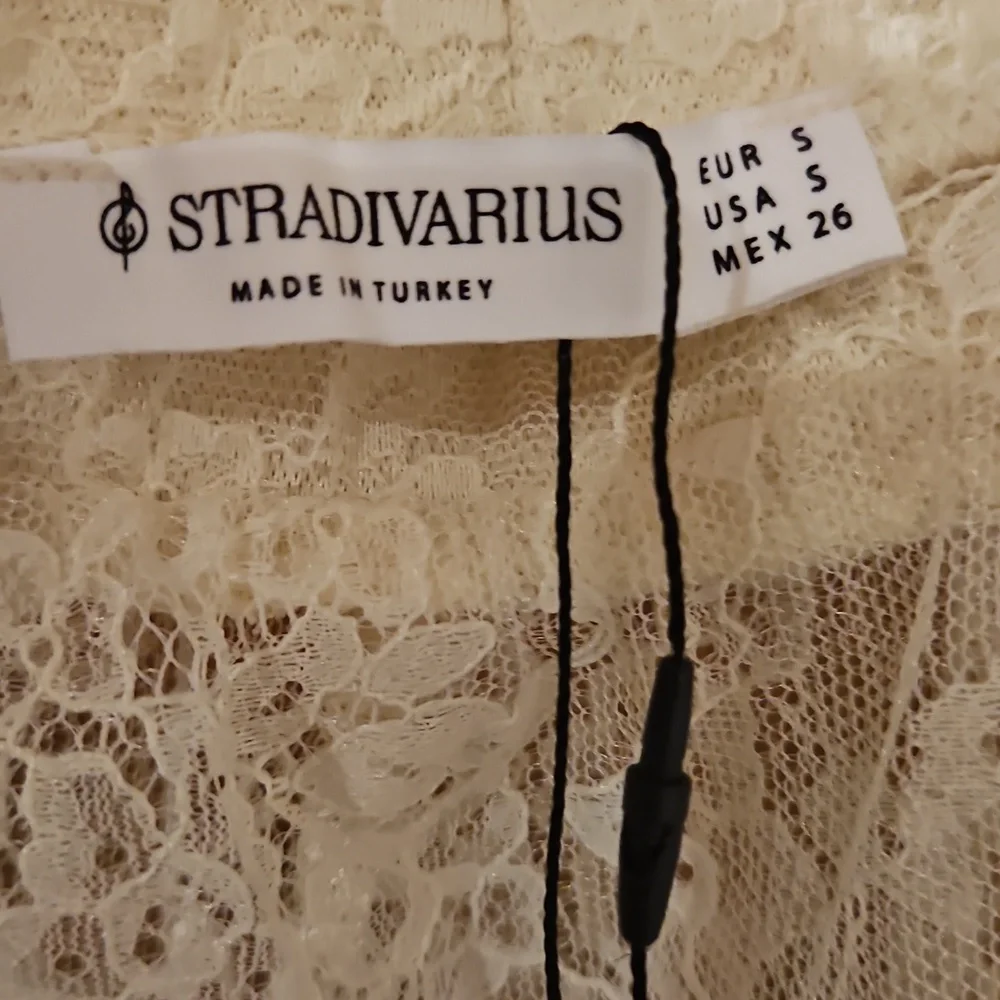 STRADIVARIUS
MADE IN TURKEY
EUR S
USA S
MEX 26